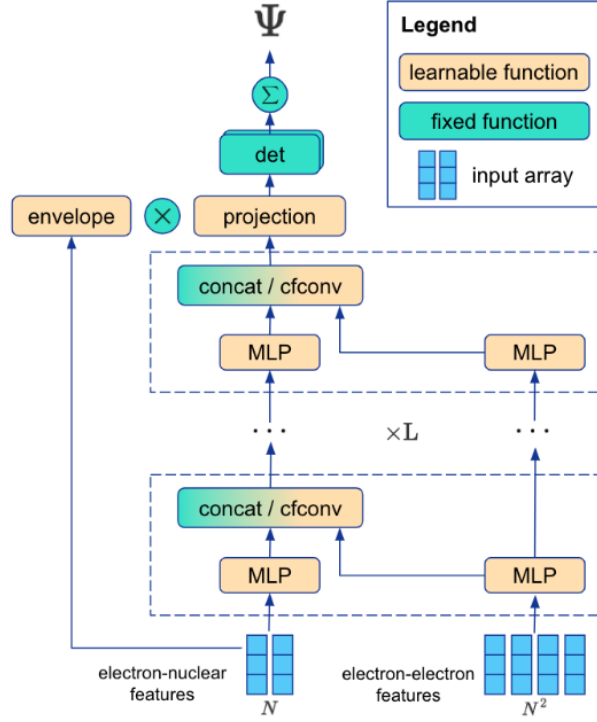 Ψ
Legend
learnable function
fixed function
input array
Σ
det
envelope
×
projection
concat / cfconv
MLP
MLP
···
×L
···
concat / cfconv
MLP
MLP
electron-nuclear
features
N
electron-electron
features
N²